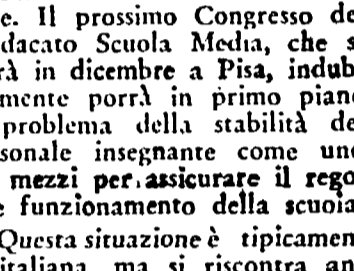 e. Il prossimo Congresso de
dacato Scuola Media, che s
rà in dicembre a Pisa, indub
mente porrà in primo pian
problema della stabilità de
sonale insegnante come un
mezzi per assicurare il rego
e funzionamento della scuola
Questa situazione è tipicamen
italiana, ma si riscontra an